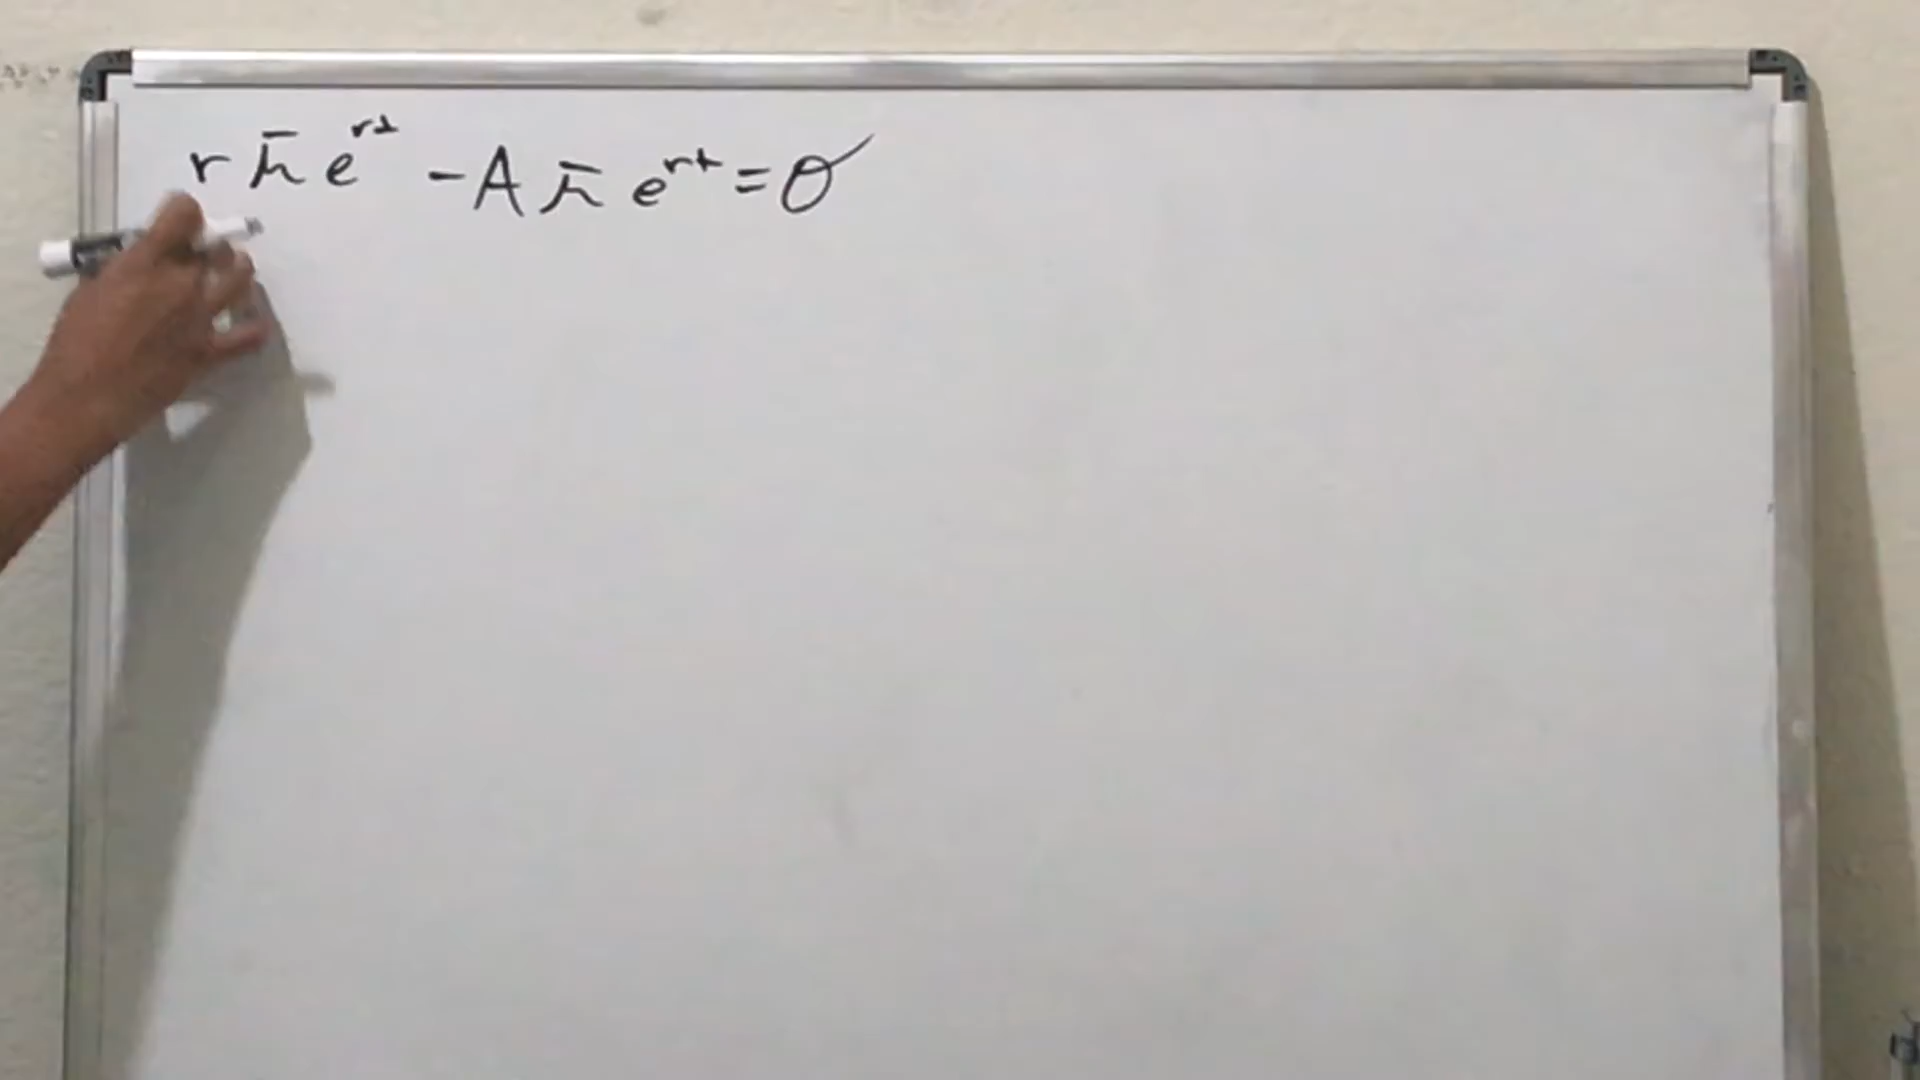 r n̄ e^{rt} - A n̄ e^{rt} = 0